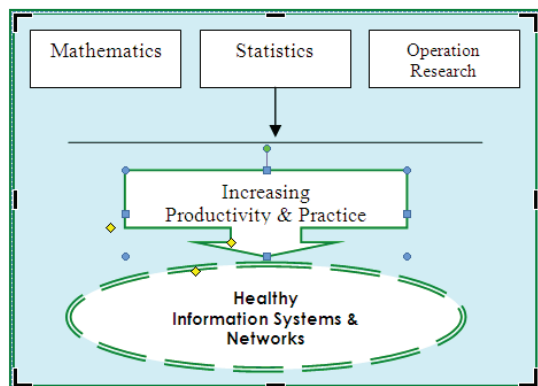 Mathematics
Statistics
Operation
Research
Increasing
Productivity & Practice
Healthy
Information Systems &
Networks